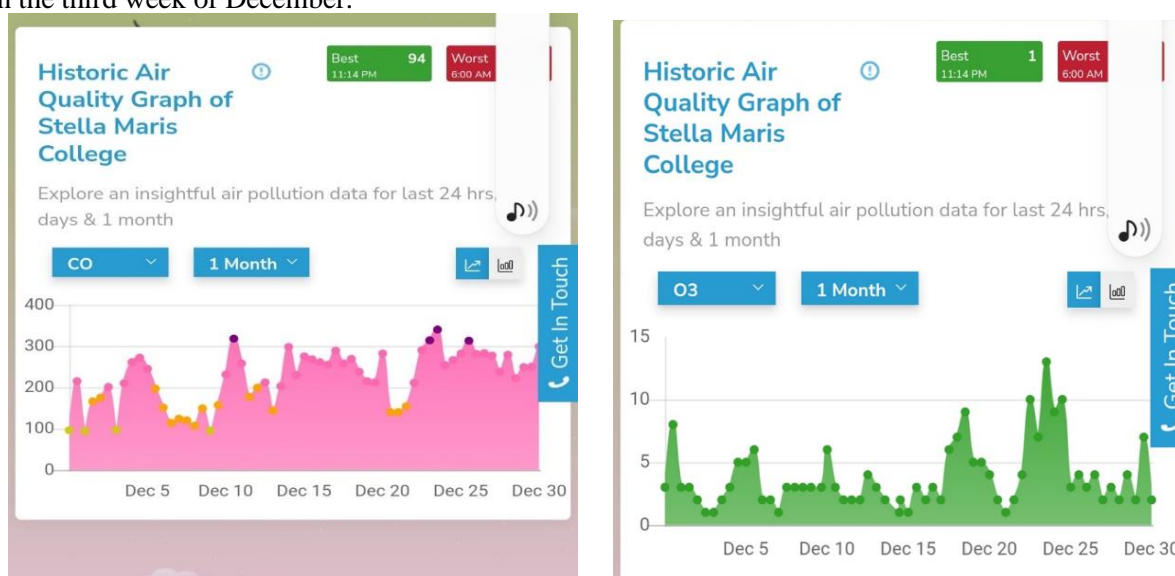 the third week of December.
Historic Air
Quality Graph of
Stella Maris
College
Best 94
11:14 PM
Worst
6:00 AM
Explore an insightful air pollution data for last 24 hrs,
days & 1 month
CO
1 Month
Get In Touch
400
300
200
100
0
Dec 5 Dec 10 Dec 15 Dec 20 Dec 25 Dec 30
Historic Air
Quality Graph of
Stella Maris
College
Best 1
11:14 PM
Worst
6:00 AM
Explore an insightful air pollution data for last 24 hrs,
days & 1 month
O3
1 Month
Get In Touch
15
10
5
0
Dec 5 Dec 10 Dec 15 Dec 20 Dec 25 Dec 30